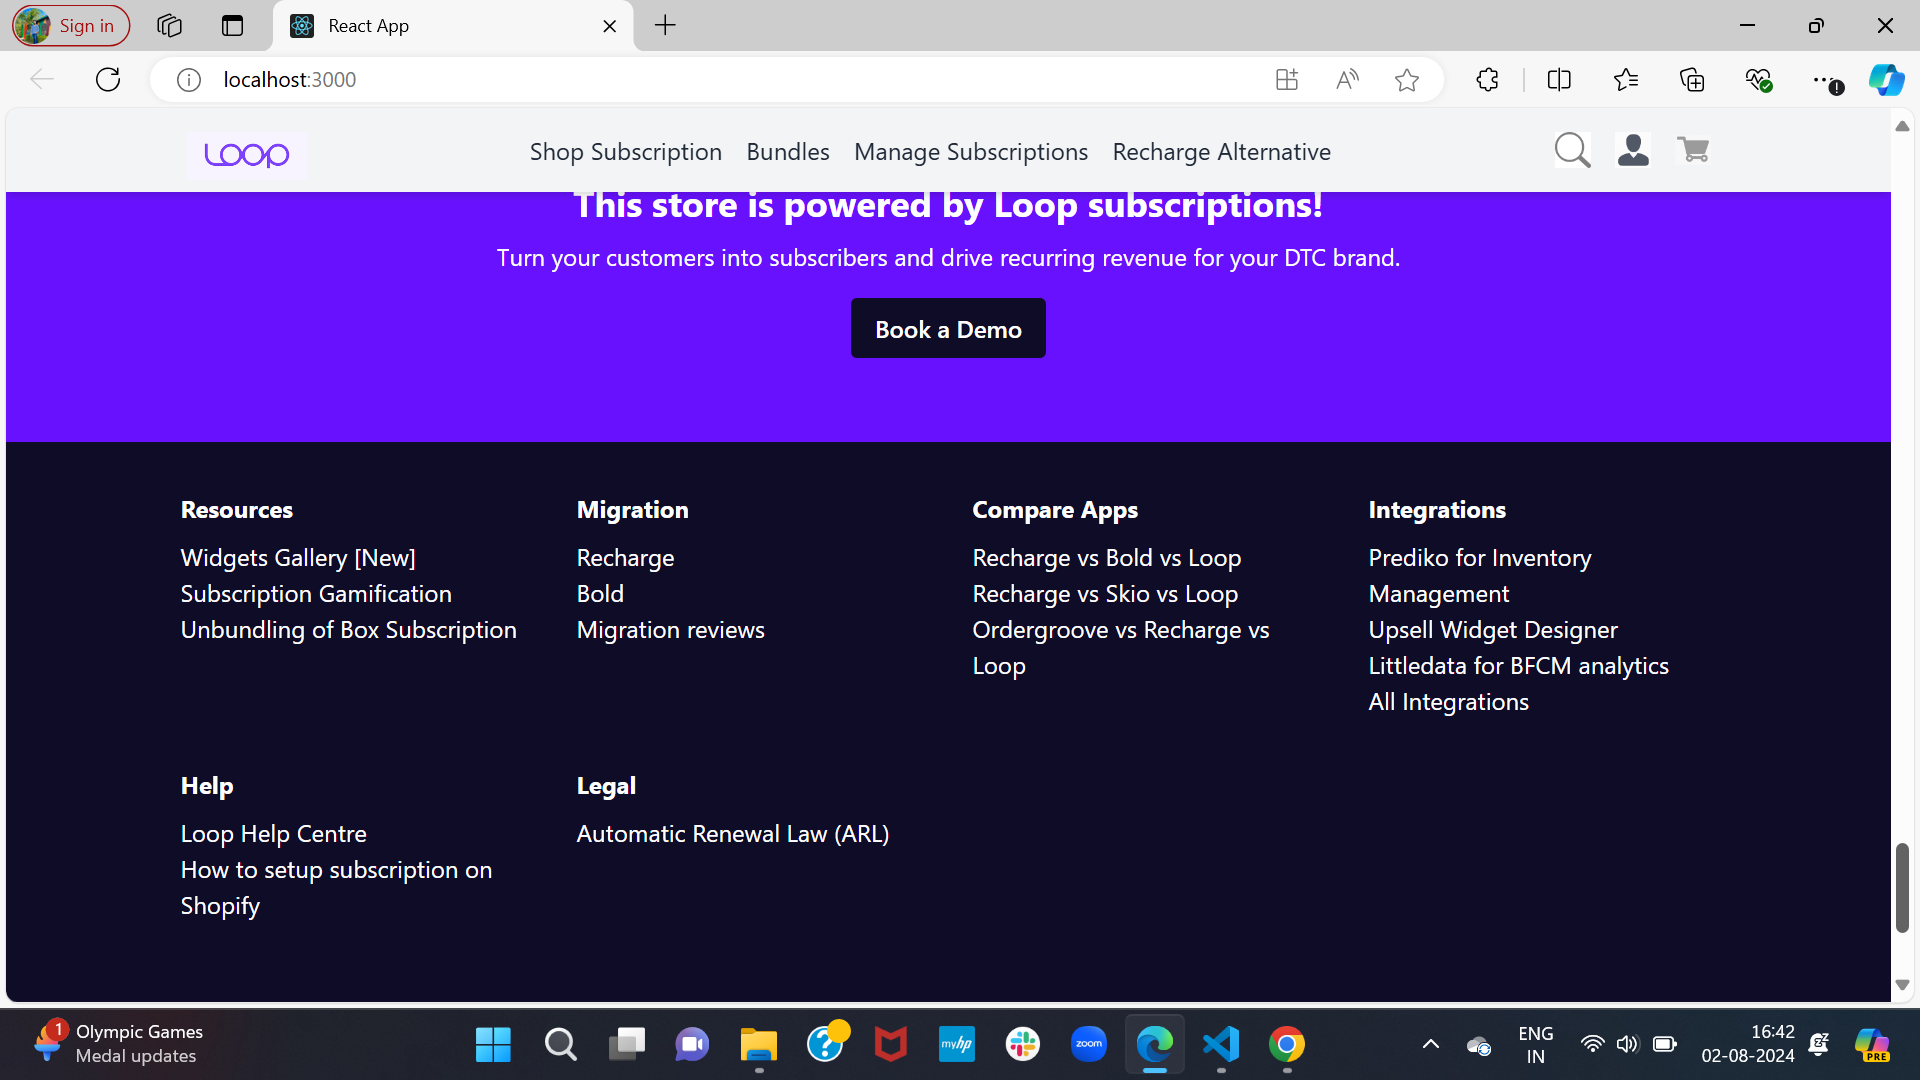 Sign in
React App
localhost:3000
LOOP
Shop Subscription Bundles Manage Subscriptions Recharge Alternative
This store is powered by Loop subscriptions!
Turn your customers into subscribers and drive recurring revenue for your DTC brand.
Book a Demo
Resources
Widgets Gallery [New]
Subscription Gamification
Unbundling of Box Subscription
Migration
Recharge
Bold
Migration reviews
Compare Apps
Recharge vs Bold vs Loop
Recharge vs Skio vs Loop
Ordergroove vs Recharge vs
Loop
Integrations
Prediko for Inventory
Management
Upsell Widget Designer
Littledata for BFCM analytics
All Integrations
Help
Loop Help Centre
How to setup subscription on
Shopify
Legal
Automatic Renewal Law (ARL)
1
Olympic Games
Medal updates
?
myhp
zoom
ENG
IN
16:42
02-08-2024
PRE